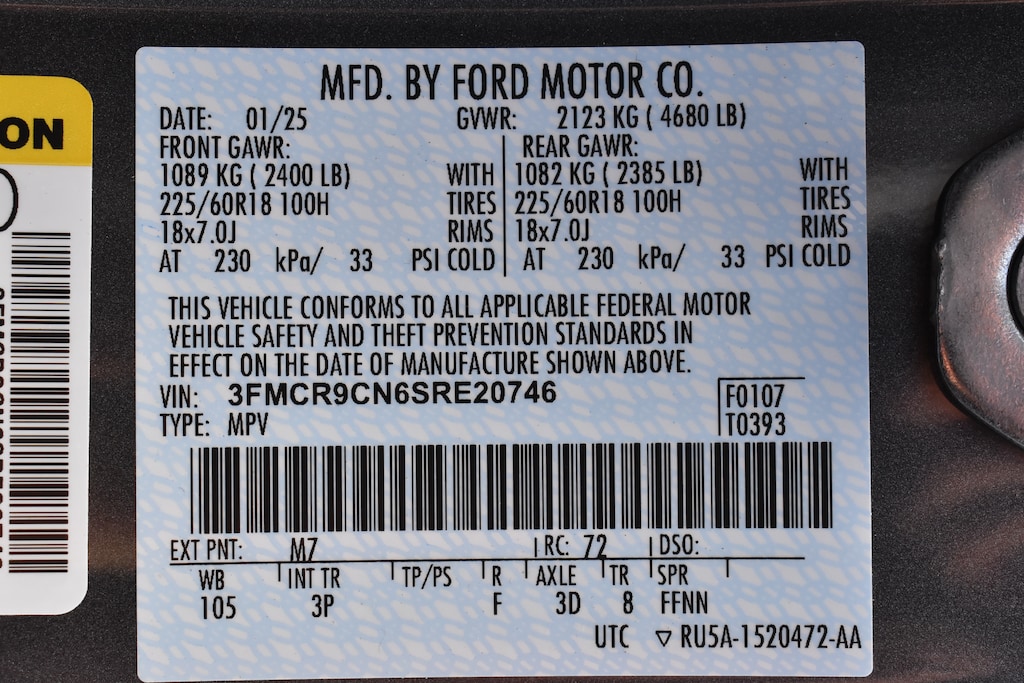 MFD. BY FORD MOTOR CO.
DATE: 01/25 GVWR: 2123 KG ( 4680 LB)
FRONT GAWR: REAR GAWR:
1089 KG ( 2400 LB) WITH 1082 KG ( 2385 LB) WITH
225/60R18 100H TIRES 225/60R18 100H TIRES
18x7.0J RIMS 18x7.0J RIMS
AT 230 kPa/ 33 PSI COLD AT 230 kPa/ 33 PSI COLD
THIS VEHICLE CONFORMS TO ALL APPLICABLE FEDERAL MOTOR
VEHICLE SAFETY AND THEFT PREVENTION STANDARDS IN
EFFECT ON THE DATE OF MANUFACTURE SHOWN ABOVE.
VIN: 3FMCR9CN6SRE20746 F0107
TYPE: MPV T0393
EXT PNT: M7 RC: 72 DSO:
WB INT TR TP/PS R AXLE TR SPR
105 3P F 3D 8 FFNN
UTC ▽ RU5A-1520472-AA
ON